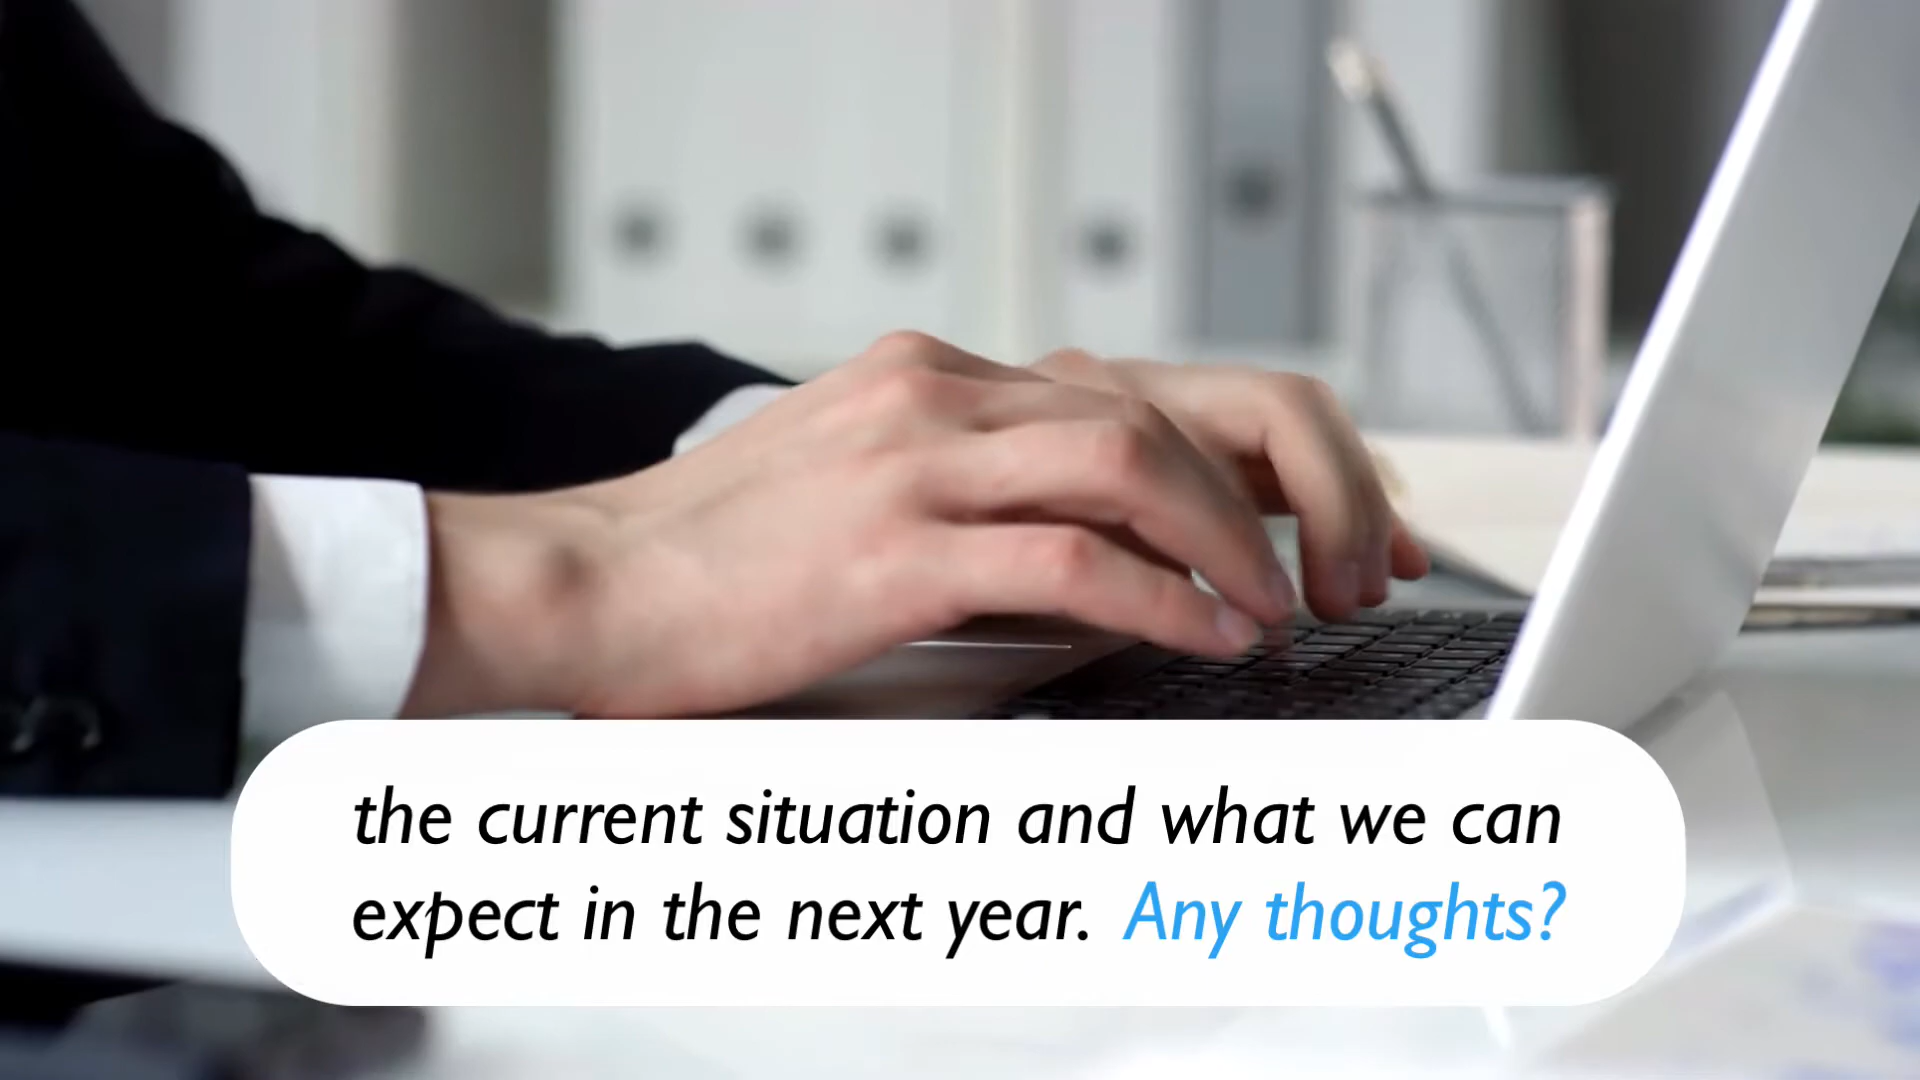 the current situation and what we can
expect in the next year. Any thoughts?